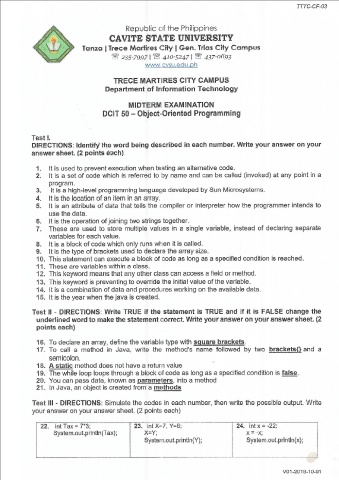 TTTC-CF-03
Republic of the Philippines
CAVITE STATE UNIVERSITY
Tanza | Trece Martires City | Gen. Trias City Campus
☎ 235-7997 | ☎ 410-5247 | ☎ 437-0693
www.cvsu.edu.ph
TRECE MARTIRES CITY CAMPUS
Department of Information Technology
MIDTERM EXAMINATION
DCIT 50 – Object-Oriented Programming
Test I.
DIRECTIONS: Identify the word being described in each number. Write your answer on your
answer sheet. (2 points each)
1. It is used to prevent execution when testing an alternative code.
2. It is a set of code which is referred to by name and can be called (invoked) at any point in a
program.
3. It is a high-level programming language developed by Sun Microsystems.
4. It is the location of an item in an array.
5. It is an attribute of data that tells the compiler or interpreter how the programmer intends to
use the data.
6. It is the operation of joining two strings together.
7. These are used to store multiple values in a single variable, instead of declaring separate
variables for each value.
8. It is a block of code which only runs when it is called.
9. It is the type of brackets used to declare the array size.
10. This statement can execute a block of code as long as a specified condition is reached.
11. These are variables within a class.
12. This keyword means that any other class can access a field or method.
13. This keyword is preventing to override the initial value of the variable.
14. It is a combination of data and procedures working on the available data.
15. It is the year when the java is created.
Test II - DIRECTIONS: Write TRUE if the statement is TRUE and if it is FALSE change the
underlined word to make the statement correct. Write your answer on your answer sheet. (2
points each)
16. To declare an array, define the variable type with square brackets.
17. To call a method in Java, write the method's name followed by two brackets() and a
semicolon.
18. A static method does not have a return value
19. The while loop loops through a block of code as long as a specified condition is false.
20. You can pass data, known as parameters, into a method
21. In Java, an object is created from a methods
Test III - DIRECTIONS: Simulate the codes in each number, then write the possible output. Write
your answer on your answer sheet. (2 points each)
22. int Tax = 7*3;
System.out.println(Tax);
23. int X=7, Y=8;
X=Y;
System.out.println(Y);
24. int x = -22;
x = -x;
System.out.println(x);
V01-2018-10-01